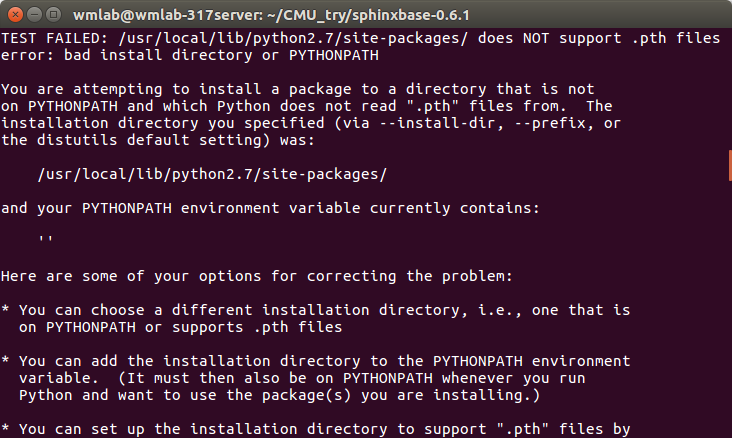 wmlab@wmlab-317server: ~/CMU_try/sphinxbase-0.6.1
TEST FAILED: /usr/local/lib/python2.7/site-packages/ does NOT support .pth files
error: bad install directory or PYTHONPATH
You are attempting to install a package to a directory that is not
on PYTHONPATH and which Python does not read ".pth" files from.  The
installation directory you specified (via --install-dir, --prefix, or
the distutils default setting) was:
/usr/local/lib/python2.7/site-packages/
and your PYTHONPATH environment variable currently contains:
''
Here are some of your options for correcting the problem:
* You can choose a different installation directory, i.e., one that is
on PYTHONPATH or supports .pth files
* You can add the installation directory to the PYTHONPATH environment
variable.  (It must then also be on PYTHONPATH whenever you run
Python and want to use the package(s) you are installing.)
* You can set up the installation directory to support ".pth" files by